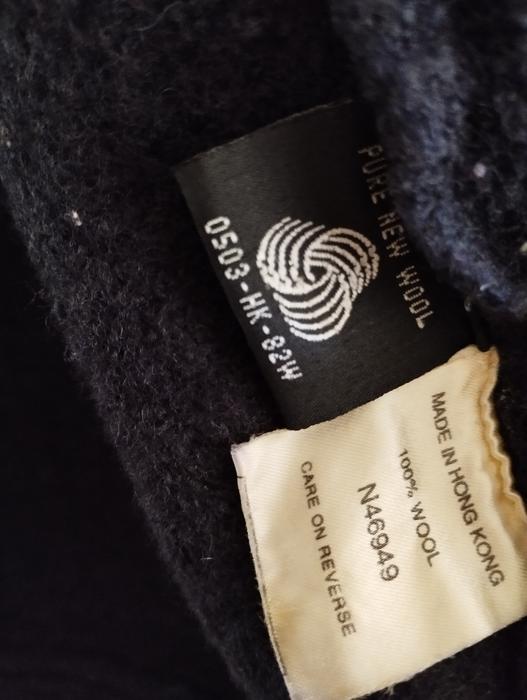 PURE NEW WOOL
0503-HK-82W
MADE IN HONG KONG
100% WOOL
N46949
CARE ON REVERSE